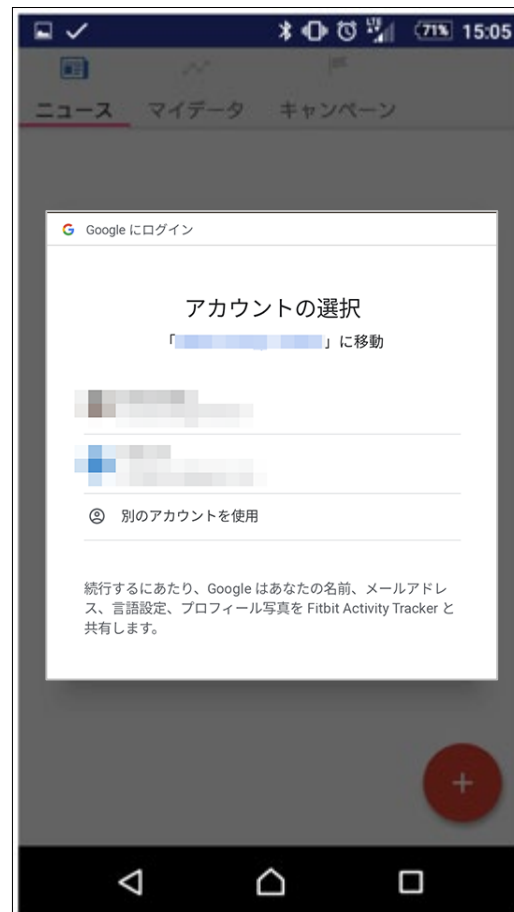 LTE 71% 15:05
ニュース マイデータ キャンペーン
G Google にログイン
アカウントの選択
「 」に移動
別のアカウントを使用
続行するにあたり、Google はあなたの名前、メールアドレ
ス、言語設定、プロフィール写真を Fitbit Activity Tracker と
共有します。